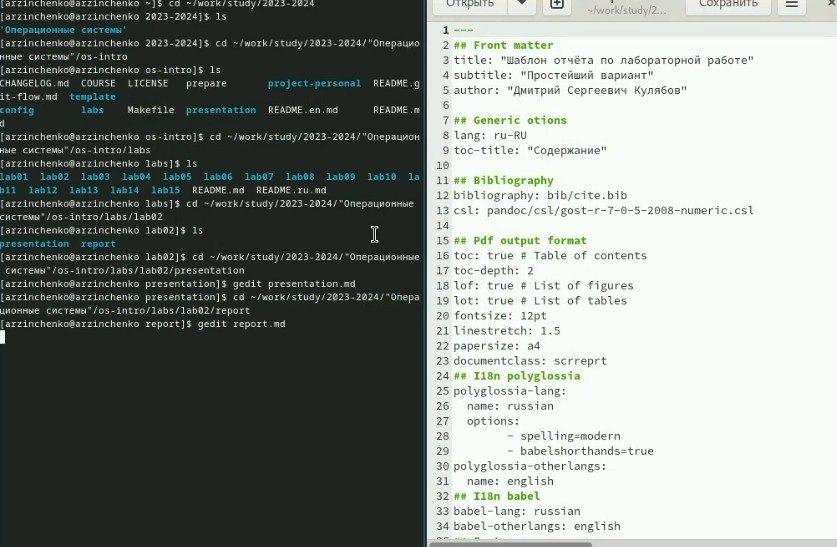 [arzinchenko@arzinchenko ~]$ cd ~/work/study/2023-2024
[arzinchenko@arzinchenko 2023-2024]$ ls
'Операционные системы'
[arzinchenko@arzinchenko 2023-2024]$ cd ~/work/study/2023-2024/"Операцио
нные системы"/os-intro
[arzinchenko@arzinchenko os-intro]$ ls
CHANGELOG.md COURSE LICENSE prepare project-personal README.g
it-flow.md template
config labs Makefile presentation README.en.md README.m
d
[arzinchenko@arzinchenko os-intro]$ cd ~/work/study/2023-2024/"Операцион
ные системы"/os-intro/labs
[arzinchenko@arzinchenko labs]$ ls
lab01 lab02 lab03 lab04 lab05 lab06 lab07 lab08 lab09 lab10 la
b11 lab12 lab13 lab14 lab15 README.md README.ru.md
[arzinchenko@arzinchenko labs]$ cd ~/work/study/2023-2024/"Операционные
системы"/os-intro/labs/lab02
[arzinchenko@arzinchenko lab02]$ ls
presentation report
[arzinchenko@arzinchenko lab02]$ cd ~/work/study/2023-2024/"Операционные
системы"/os-intro/labs/lab02/presentation
[arzinchenko@arzinchenko presentation]$ gedit presentation.md
[arzinchenko@arzinchenko presentation]$ cd ~/work/study/2023-2024/"Опера
ционные системы"/os-intro/labs/lab02/report
[arzinchenko@arzinchenko report]$ gedit report.md
Открыть
~/work/study/2...
Сохранить
1 ---
2 ## Front matter
3 title: "Шаблон отчёта по лабораторной работе"
4 subtitle: "Простейший вариант"
5 author: "Дмитрий Сергеевич Кулябов"
6
7 ## Generic otions
8 lang: ru-RU
9 toc-title: "Содержание"
10
11 ## Bibliography
12 bibliography: bib/cite.bib
13 csl: pandoc/csl/gost-r-7-0-5-2008-numeric.csl
14
15 ## Pdf output format
16 toc: true # Table of contents
17 toc-depth: 2
18 lof: true # List of figures
19 lot: true # List of tables
20 fontsize: 12pt
21 linestretch: 1.5
22 papersize: a4
23 documentclass: scrreprt
24 ## I18n polyglossia
25 polyglossia-lang:
26 name: russian
27 options:
28 - spelling=modern
29 - babelshorthands=true
30 polyglossia-otherlangs:
31 name: english
32 ## I18n babel
33 babel-lang: russian
34 babel-otherlangs: english